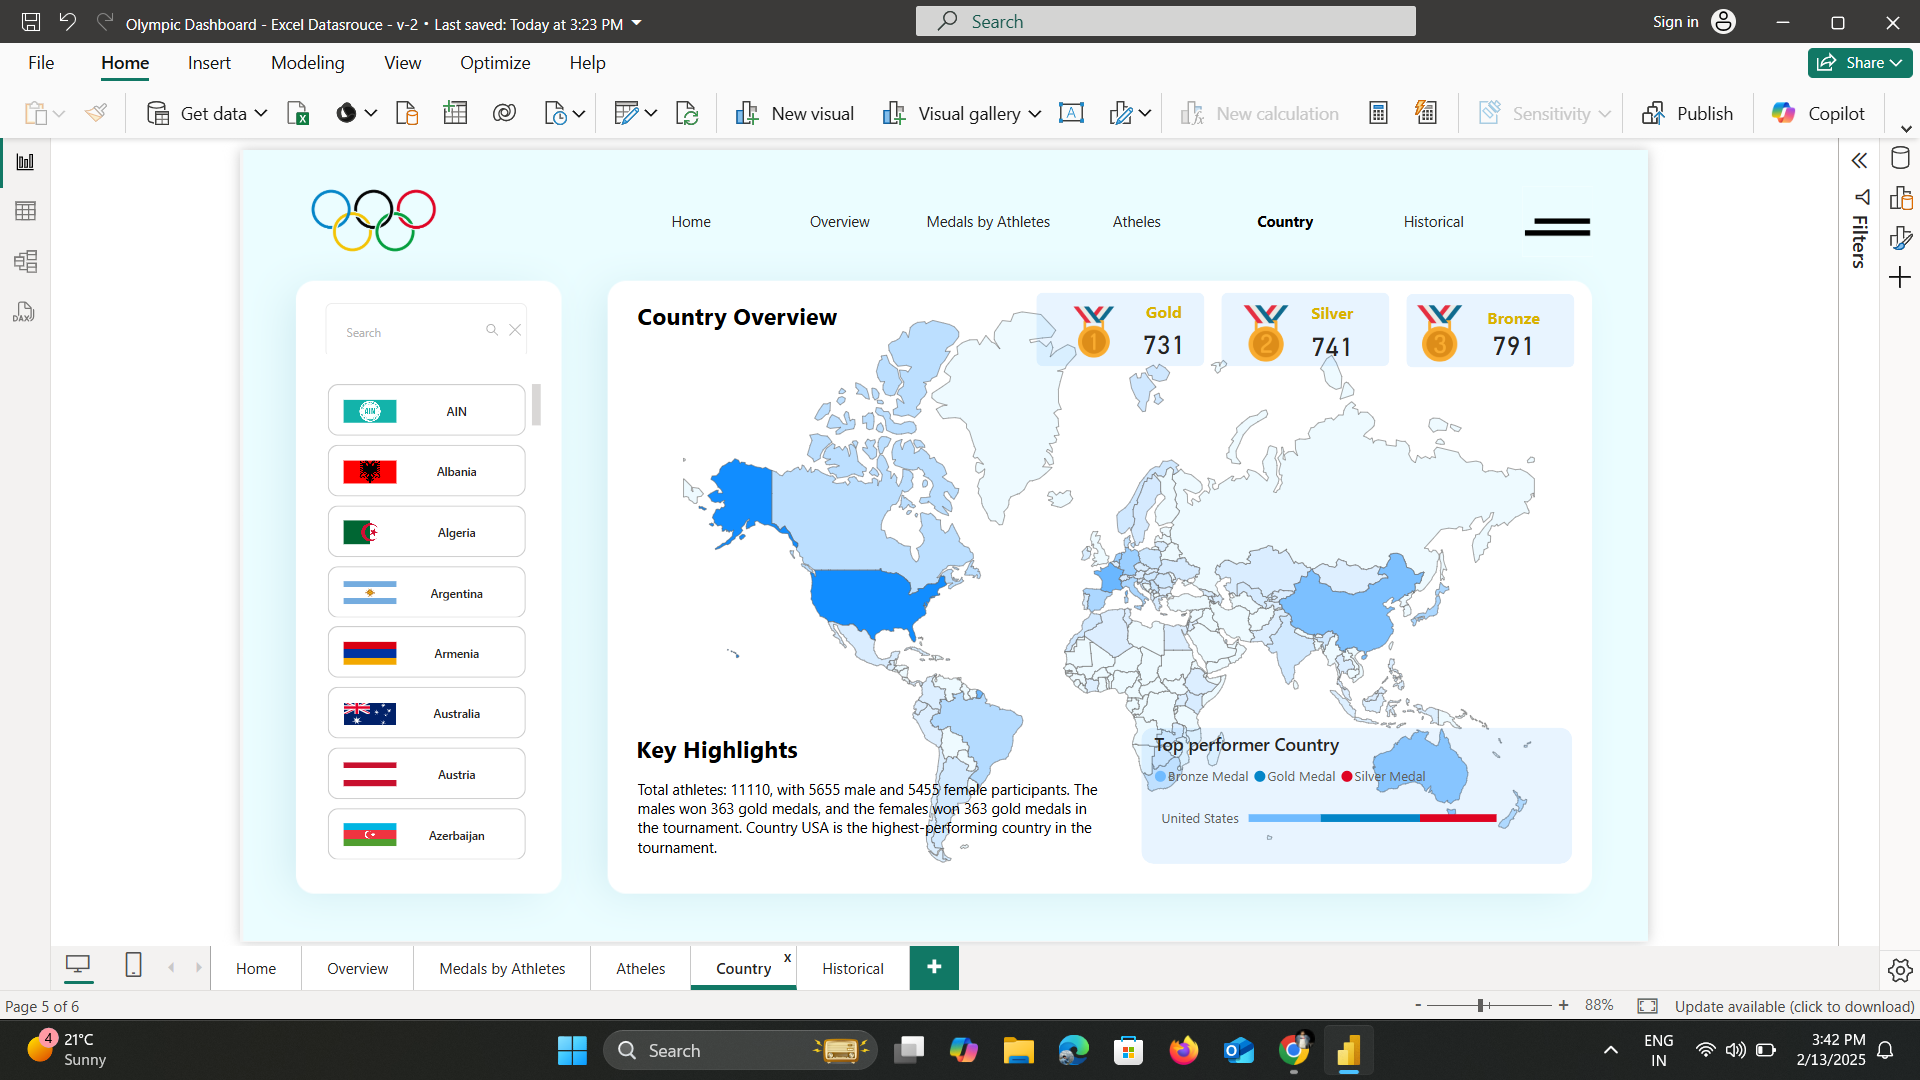 Olympic Dashboard - Excel Datasrouce - v-2 • Last saved: Today at 3:23 PM
Search
Sign in
File
Home
Insert
Modeling
View
Optimize
Help
Share
Get data
New visual
Visual gallery
New calculation
Sensitivity
Publish
Copilot
Home
Overview
Medals by Athletes
Atheles
Country
Historical
Filters
DAX
Search
AIN
AIN
Albania
Algeria
Argentina
Armenia
Australia
Austria
Azerbaijan
Country Overview
1
Gold
731
2
Silver
741
3
Bronze
791
Key Highlights
Total athletes: 11110, with 5655 male and 5455 female participants. The
males won 363 gold medals, and the females won 363 gold medals in
the tournament. Country USA is the highest-performing country in the
tournament.
Top performer Country
Bronze Medal
Gold Medal
Silver Medal
United States
Home
Overview
Medals by Athletes
Atheles
Country
x
Historical
+
Page 5 of 6
- + 88%
Update available (click to download)
4
21°C
Sunny
Search
ENG
IN
3:42 PM
2/13/2025